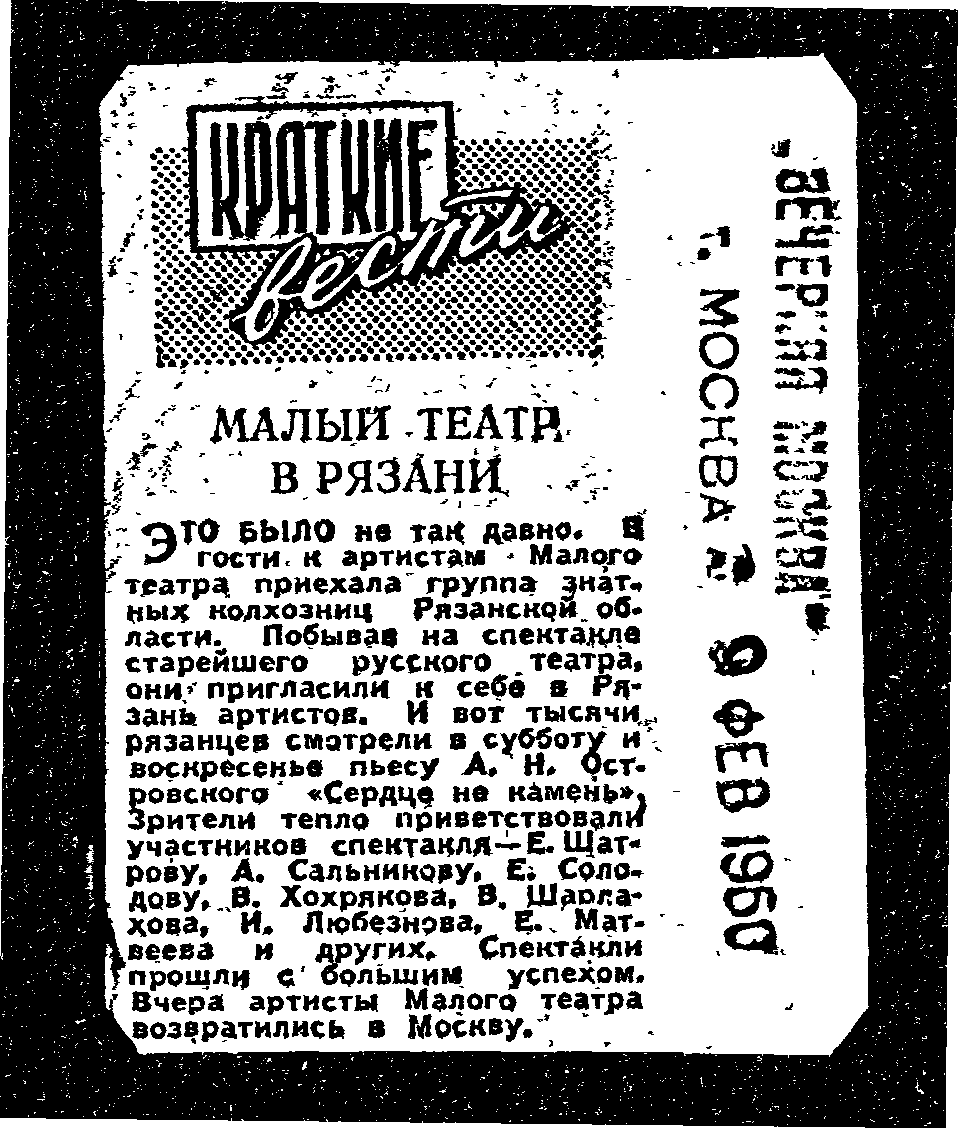 КРАТКИЕ
вести
МАЛЫЙ ТЕАТР
В РЯЗАНИ
ЭТО БЫЛО не так давно. В
гости к артистам Малого
театра приехала группа знат-
ных колхозниц Рязанской об-
ласти. Побывав на спектакле
старейшего русского театра,
они пригласили к себе в Ря-
зань артистов. И вот тысячи
рязанцев смотрели в субботу и
воскресенье пьесу А. Н. Ост-
ровского «Сердце не камень».
Зрители тепло приветствовали
участников спектакля — Е. Шат-
рову, А. Сальникову, Е. Соло-
дову, В. Хохрякова, В. Шарла-
хова, И. Любезнова, Е. Мат-
веева и других. Спектакли
прошли с большим успехом.
Вчера артисты Малого театра
возвратились в Москву.
„ВЕЧЕРНЯЯ МОСКВА"
г. МОСКВА
9 ФЕВ 1960